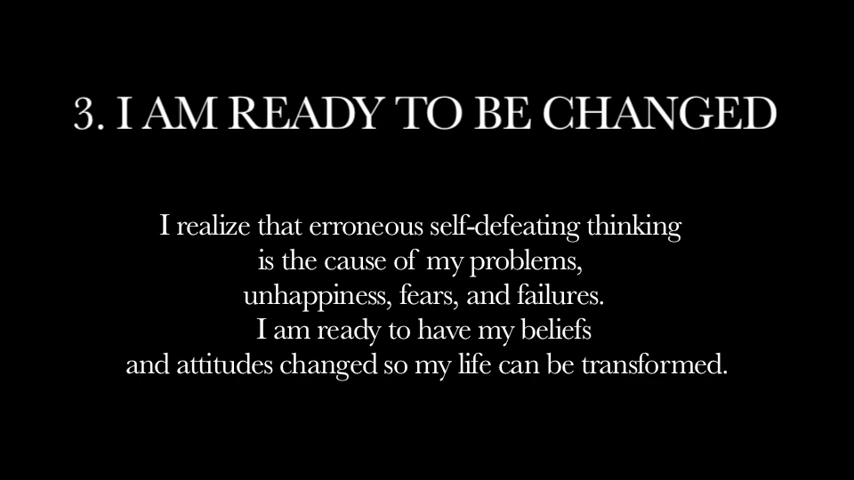 3. I AM READY TO BE CHANGED
I realize that erroneous self-defeating thinking
is the cause of my problems,
unhappiness, fears, and failures.
I am ready to have my beliefs
and attitudes changed so my life can be transformed.